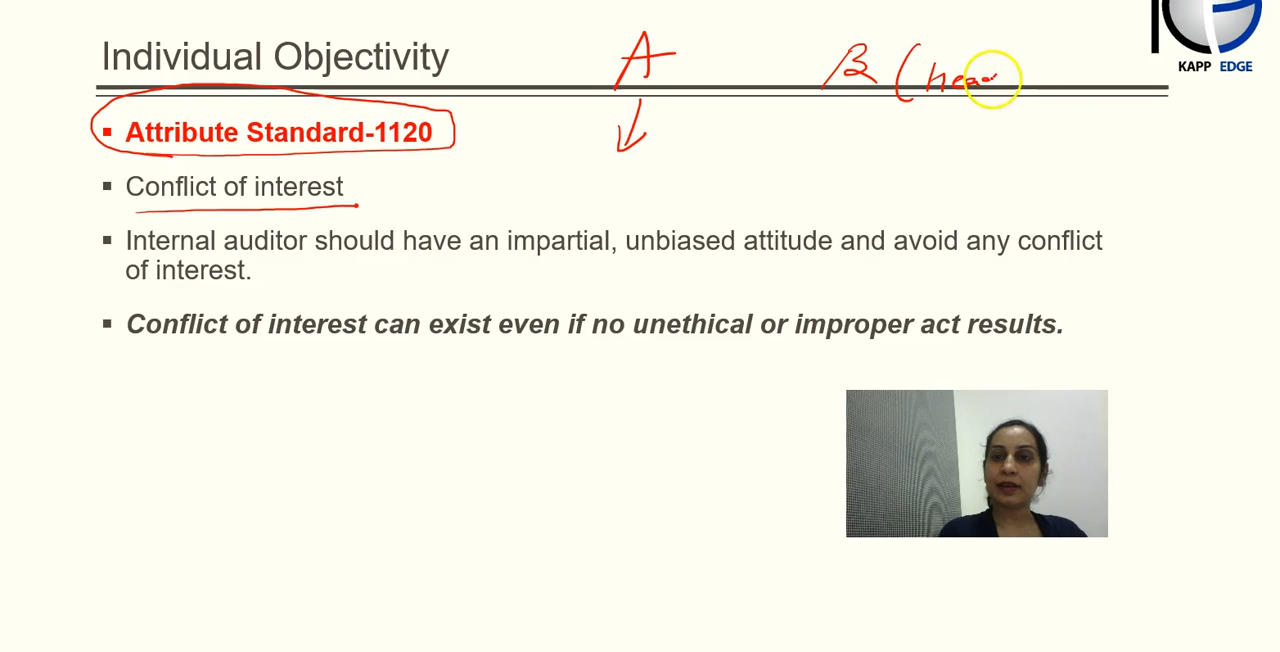 Individual Objectivity
A
B (hea
KAPP EDGE
Attribute Standard-1120
Conflict of interest
Internal auditor should have an impartial, unbiased attitude and avoid any conflict
of interest.
Conflict of interest can exist even if no unethical or improper act results.